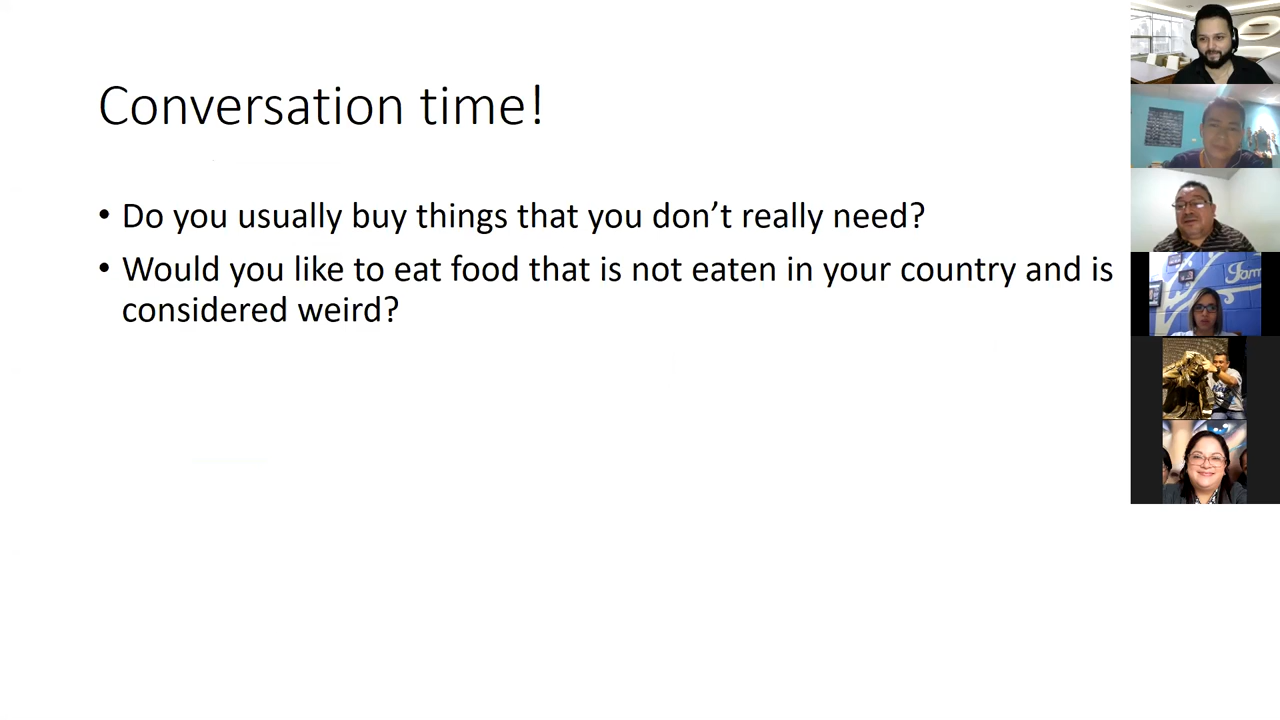 Conversation time!
• Do you usually buy things that you don’t really need?
• Would you like to eat food that is not eaten in your country and is
considered weird?